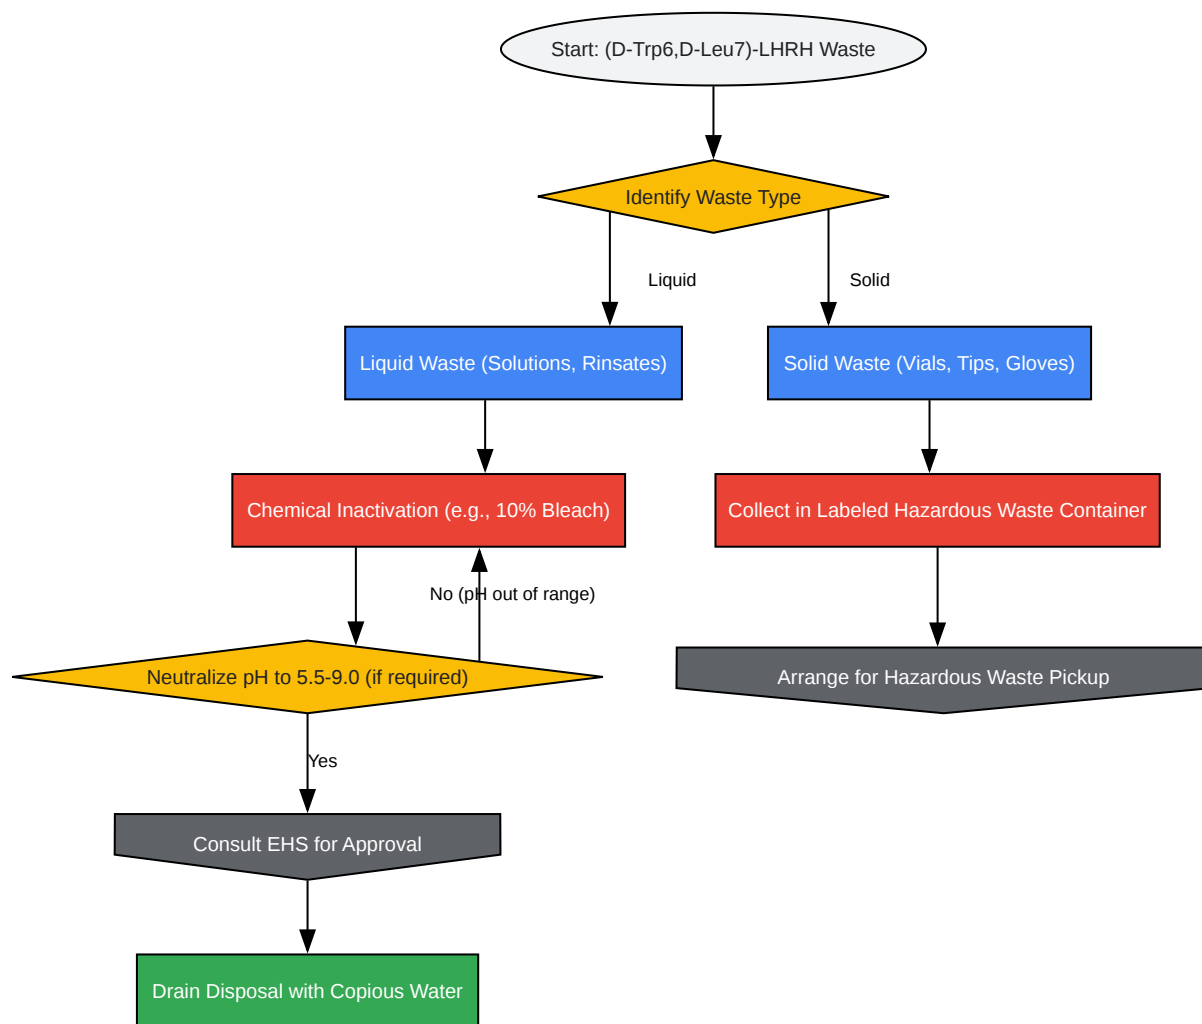 Start: (D-Trp6,D-Leu7)-LHRH Waste
Identify Waste Type
Liquid
Solid
Liquid Waste (Solutions, Rinsates)
Solid Waste (Vials, Tips, Gloves)
Chemical Inactivation (e.g., 10% Bleach)
Collect in Labeled Hazardous Waste Container
No (pH out of range)
Neutralize pH to 5.5-9.0 (if required)
Arrange for Hazardous Waste Pickup
Yes
Consult EHS for Approval
Drain Disposal with Copious Water